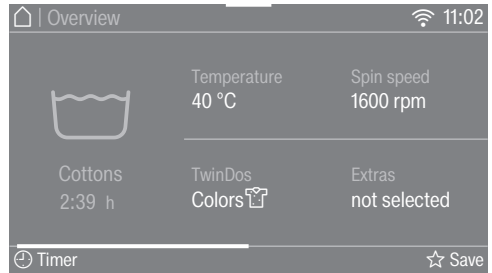 | Overview
11:02
Temperature
40 °C
Spin speed
1600 rpm
Cottons
2:39 h
TwinDos
Colors
Extras
not selected
Timer
Save